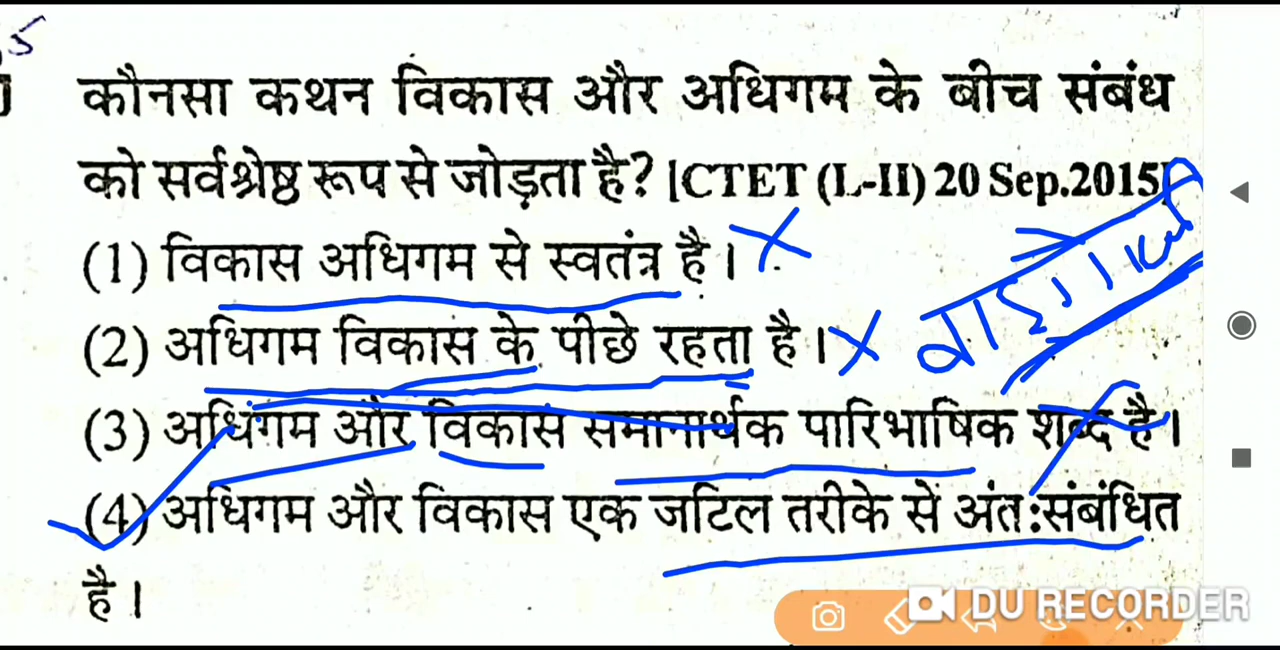 5
कौनसा कथन विकास और अधिगम के बीच संबंध
को सर्वश्रेष्ठ रूप से जोड़ता है? [CTET (L-II) 20 Sep.2015]
(1) विकास अधिगम से स्वतंत्र है।
(2) अधिगम विकास के पीछे रहता है।
(3) अधिगम और विकास समानार्थक पारिभाषिक शब्द है।
(4) अधिगम और विकास एक जटिल तरीके से अंत:संबंधित
है।
DU RECORDER